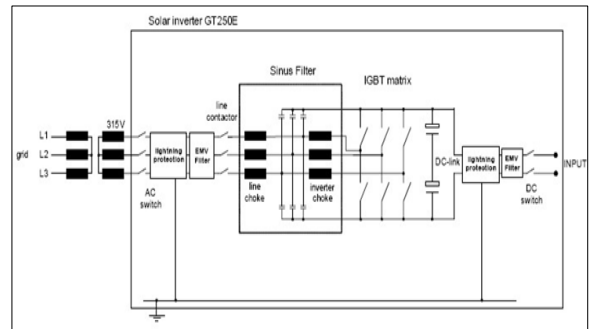 Solar inverter GT250E
Sinus Filter
IGBT matrix
line
contactor
315V
grid
L1
L2
L3
lightning
protection
EMV
Filter
AC
switch
line
choke
inverter
choke
DC-link
lightning
protection
EMV
Filter
DC
switch
INPUT